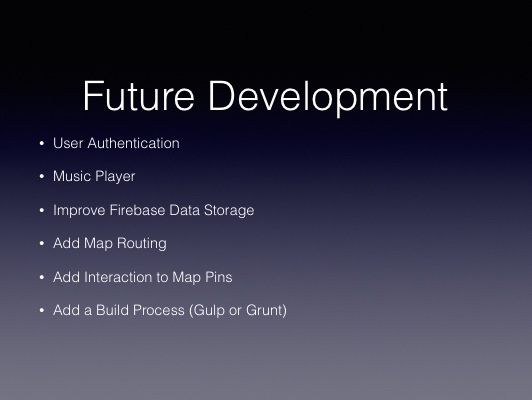 Future Development
• User Authentication
• Music Player
• Improve Firebase Data Storage
• Add Map Routing
• Add Interaction to Map Pins
• Add a Build Process (Gulp or Grunt)